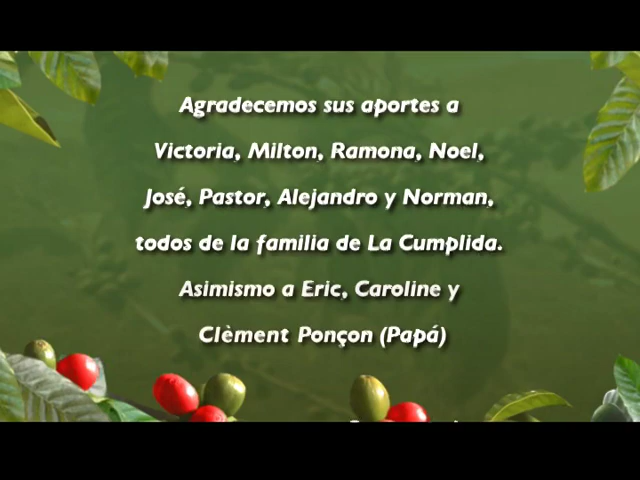 Agradecemos sus aportes a
Victoria, Milton, Ramona, Noel,
José, Pastor, Alejandro y Norman,
todos de la familia de La Cumplida.
Asimismo a Eric, Caroline y
Clèment Ponçon (Papá)